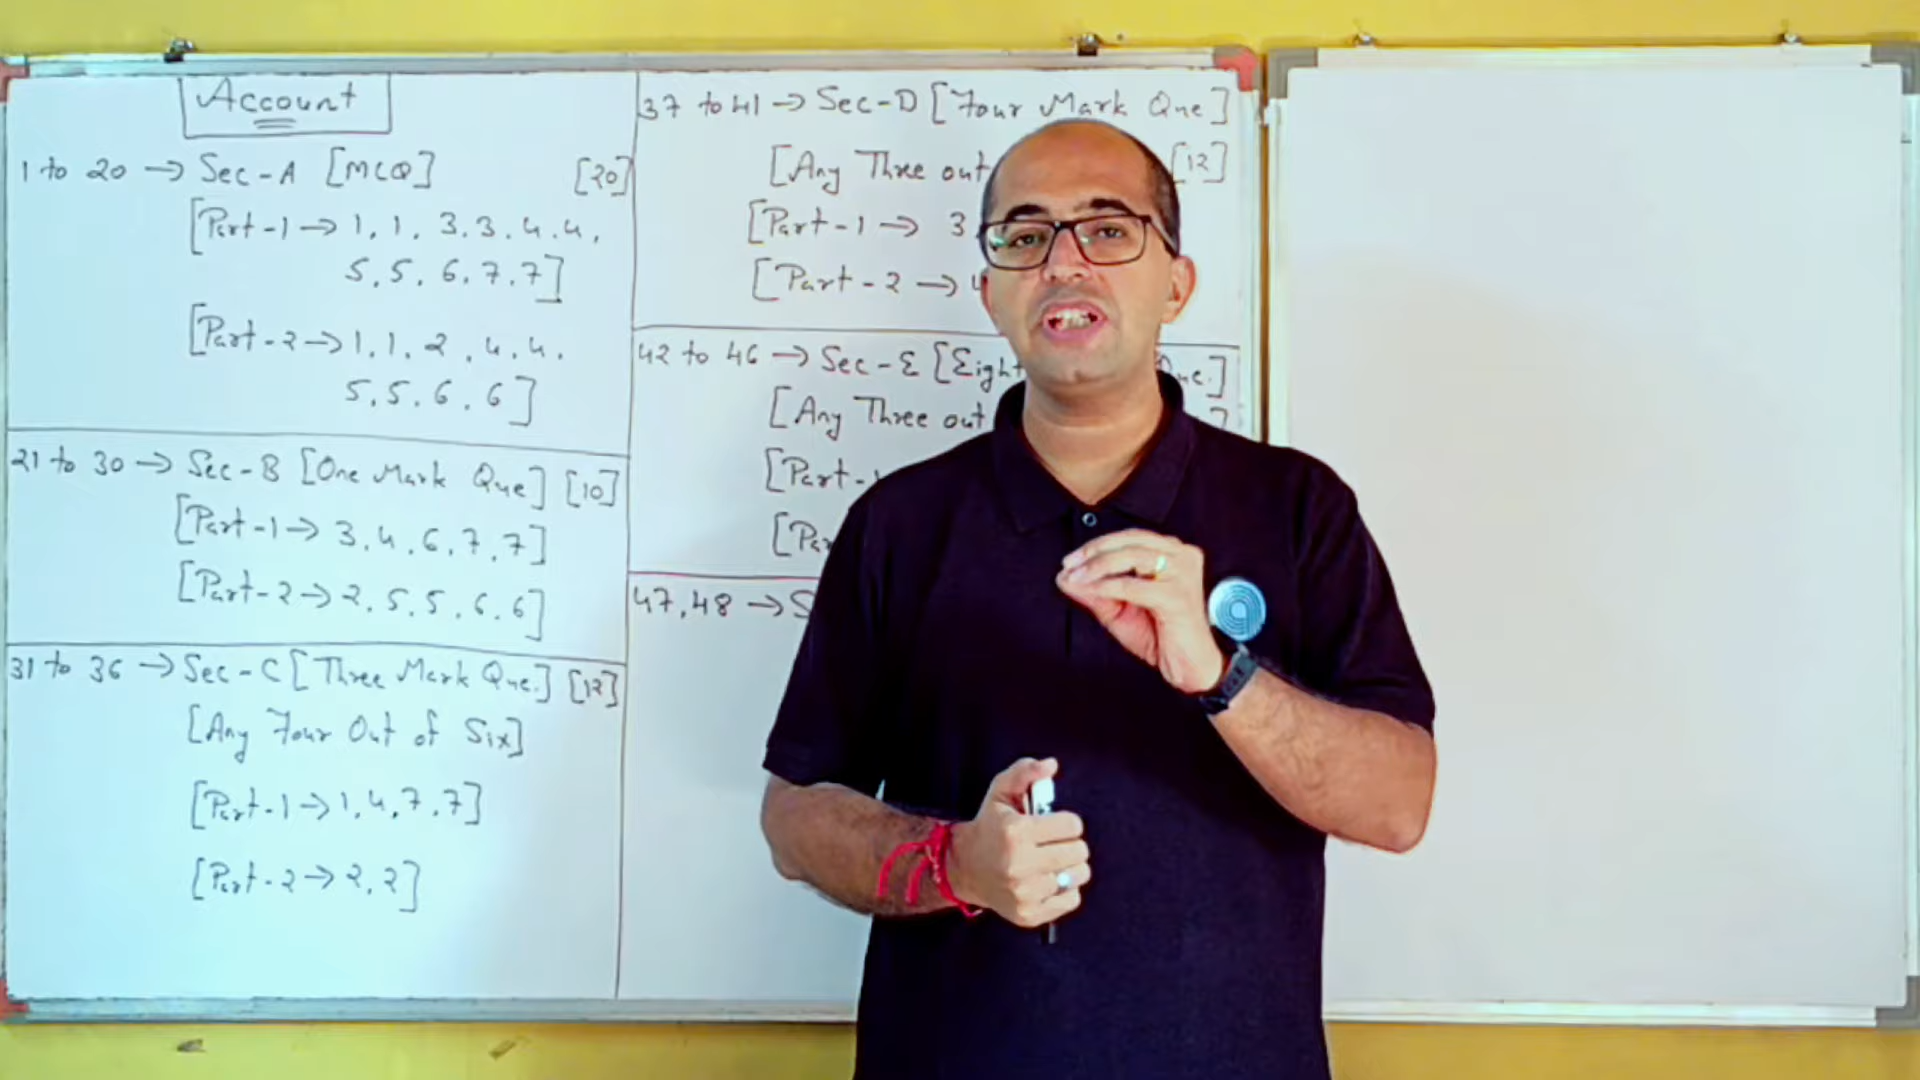 Account
1 to 20 → Sec-A [MCQ] [20]
[Part-1 → 1, 1, 3, 3, 4, 4,
5, 5, 6, 7, 7]
[Part-2 → 1, 1, 2, 4, 4,
5, 5, 6, 6]
21 to 30 → Sec-B [One Mark Que] [10]
[Part-1 → 3, 4, 6, 7, 7]
[Part-2 → 2, 5, 5, 6, 6]
31 to 36 → Sec-C [Three Mark Que.] [12]
[Any Four Out of Six]
[Part-1 → 1, 4, 7, 7]
[Part-2 → 2, 2]
37 to 41 → Sec-D [Four Mark Que]
[Any Three out [12]
[Part-1 → 3
[Part-2 → 4
42 to 46 → Sec-E [Eight Que.]
[Any Three out ]
[Part-
47, 48 → S